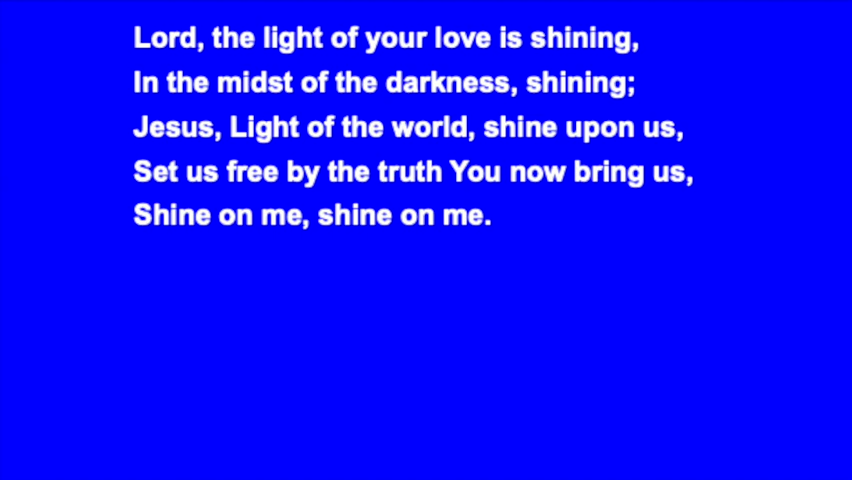 Lord, the light of your love is shining,
In the midst of the darkness, shining;
Jesus, Light of the world, shine upon us,
Set us free by the truth You now bring us,
Shine on me, shine on me.